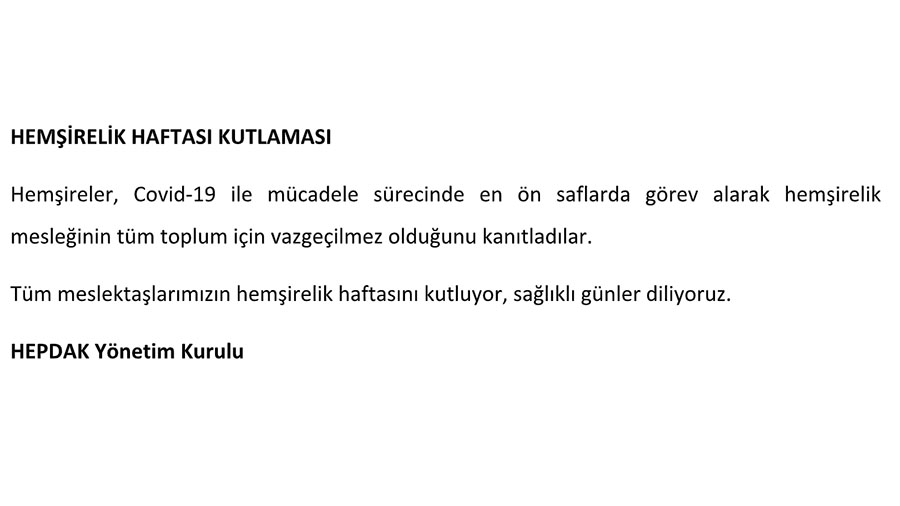 HEMŞİRELİK HAFTASI KUTLAMASI
Hemşireler, Covid-19 ile mücadele sürecinde en ön saflarda görev alarak hemşirelik
mesleğinin tüm toplum için vazgeçilmez olduğunu kanıtladılar.
Tüm meslektaşlarımızın hemşirelik haftasını kutluyor, sağlıklı günler diliyoruz.
HEPDAK Yönetim Kurulu